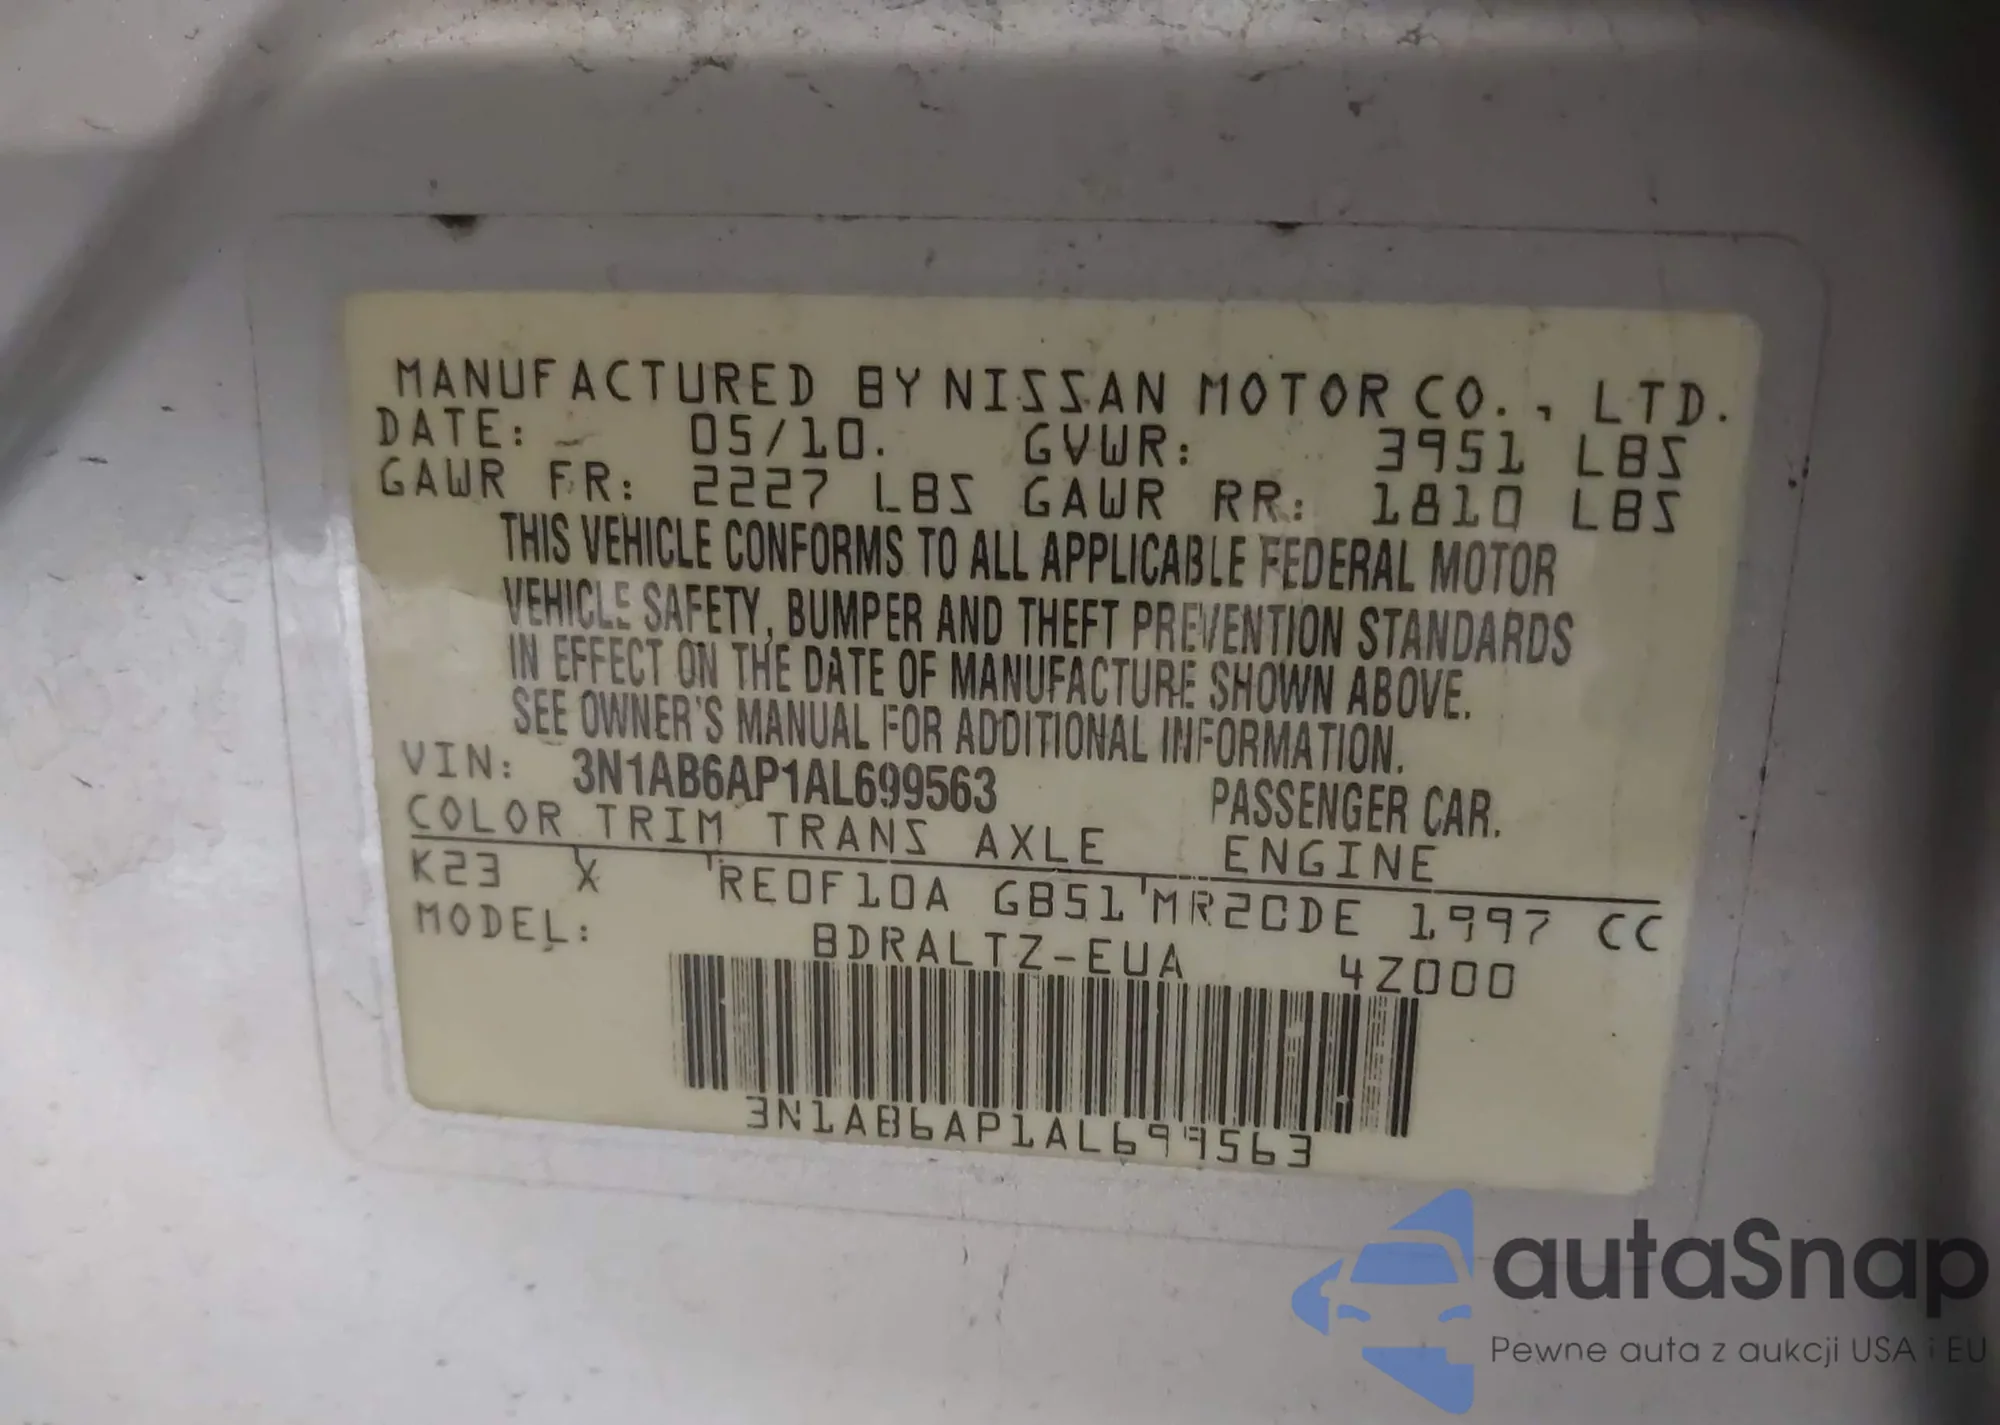 MANUFACTURED BY NISSAN MOTOR CO., LTD.
DATE: 05/10. GVWR: 3951 LBS
GAWR FR: 2227 LBS GAWR RR: 1810 LBS
THIS VEHICLE CONFORMS TO ALL APPLICABLE FEDERAL MOTOR
VEHICLE SAFETY, BUMPER AND THEFT PREVENTION STANDARDS
IN EFFECT ON THE DATE OF MANUFACTURE SHOWN ABOVE.
SEE OWNER'S MANUAL FOR ADDITIONAL INFORMATION.
VIN: 3N1AB6AP1AL699563 PASSENGER CAR.
COLOR TRIM TRANS AXLE ENGINE
K23 X RE0F10A GB51 MR20DE 1997 CC
MODEL: BDRALTZ-EUA 4Z000
3N1AB6AP1AL699563
autaSnap
Pewne auta z aukcji USA i EU